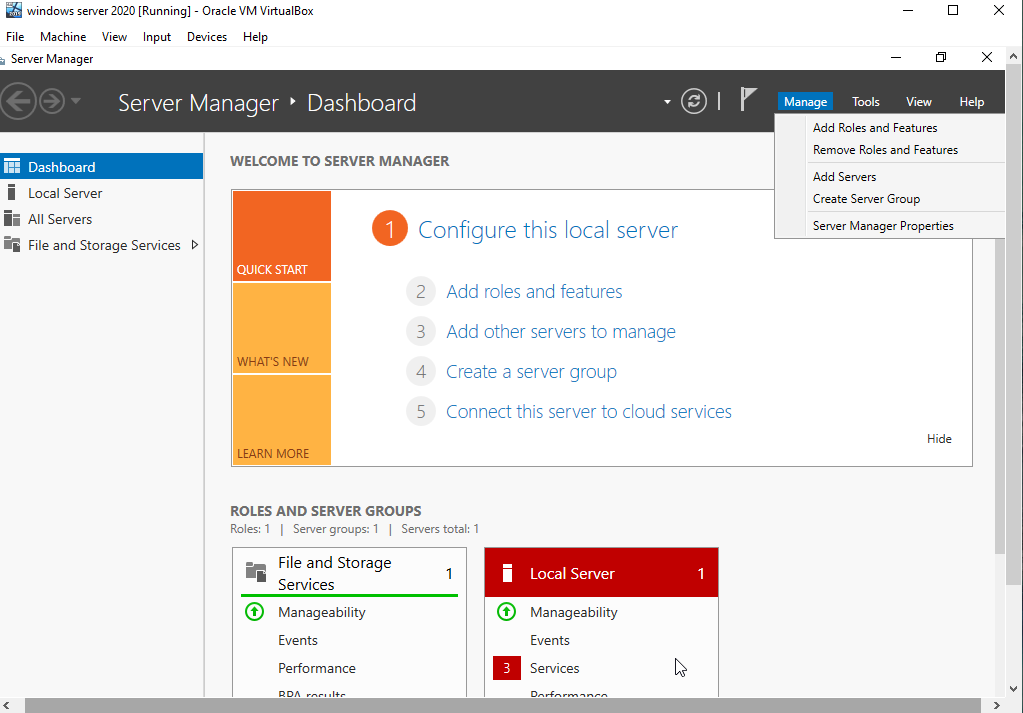 windows server 2020 [Running] - Oracle VM VirtualBox
File Machine View Input Devices Help
Server Manager
Server Manager ‣ Dashboard
Manage Tools View Help
Add Roles and Features
Remove Roles and Features
Add Servers
Create Server Group
Server Manager Properties
Dashboard
Local Server
All Servers
File and Storage Services
WELCOME TO SERVER MANAGER
QUICK START
WHAT'S NEW
LEARN MORE
1 Configure this local server
2 Add roles and features
3 Add other servers to manage
4 Create a server group
5 Connect this server to cloud services
Hide
ROLES AND SERVER GROUPS
Roles: 1 | Server groups: 1 | Servers total: 1
File and Storage
Services
1
Manageability
Events
Performance
BPA results
Local Server 1
Manageability
Events
3 Services
Performance